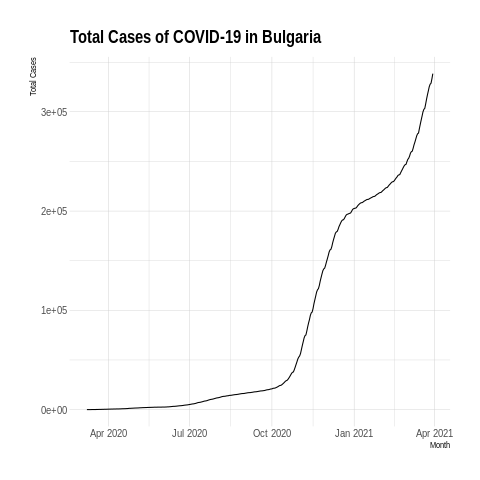 Total Cases of COVID-19 in Bulgaria
Total Cases
3e+05
2e+05
1e+05
0e+00
Apr 2020 Jul 2020 Oct 2020 Jan 2021 Apr 2021
Month